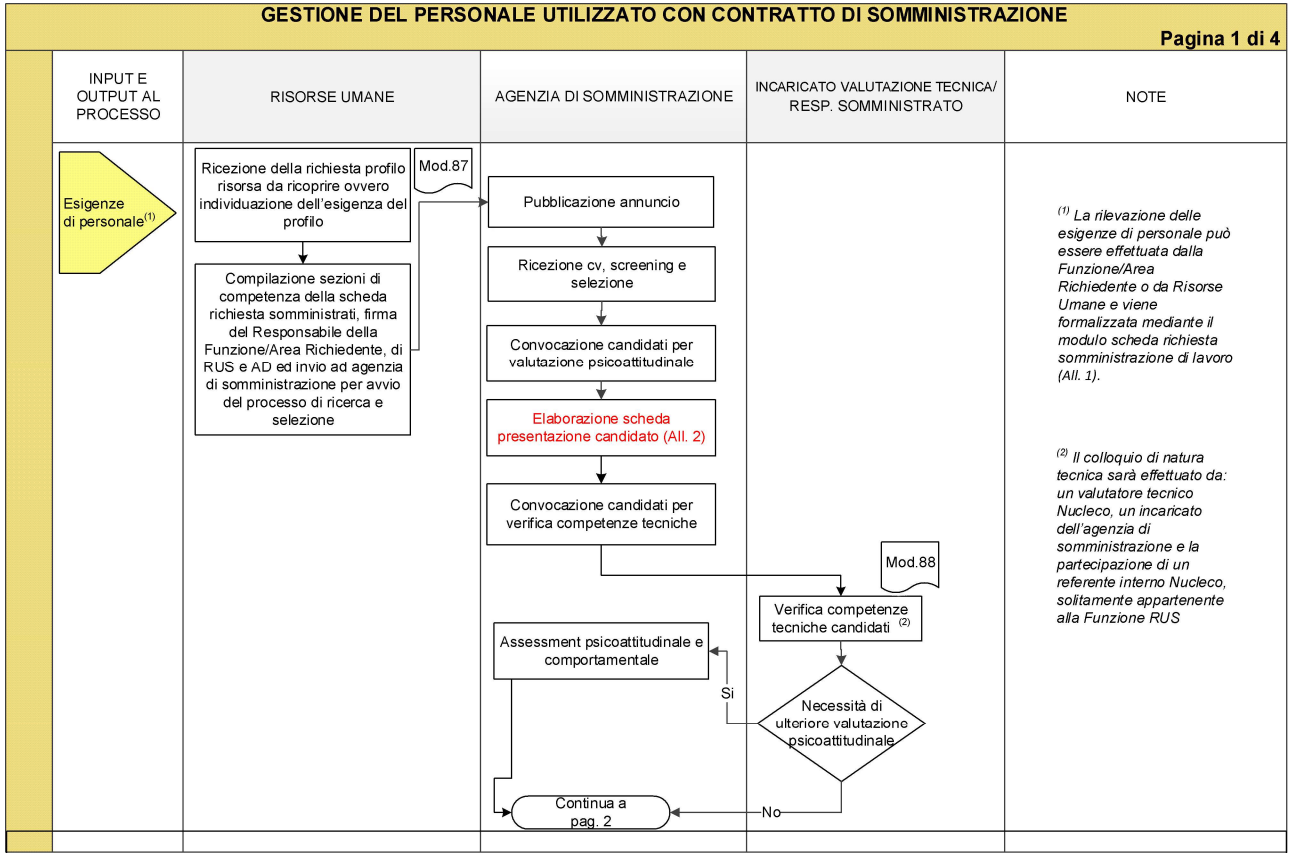 GESTIONE DEL PERSONALE UTILIZZATO CON CONTRATTO DI SOMMINISTRAZIONE
Pagina 1 di 4
INPUT E
OUTPUT AL
PROCESSO
RISORSE UMANE
AGENZIA DI SOMMINISTRAZIONE
INCARICATO VALUTAZIONE TECNICA/
RESP. SOMMINISTRATO
NOTE
Esigenze
di personale(1)
Ricezione della richiesta profilo
risorsa da ricoprire ovvero
individuazione dell'esigenza del
profilo
Mod.87
Compilazione sezioni di
competenza della scheda
richiesta somministrati, firma
del Responsabile della
Funzione/Area Richiedente, di
RUS e AD ed invio ad agenzia
di somministrazione per avvio
del processo di ricerca e
selezione
Pubblicazione annuncio
Ricezione cv, screening e
selezione
Convocazione candidati per
valutazione psicoattitudinale
Elaborazione scheda
presentazione candidato (All. 2)
Convocazione candidati per
verifica competenze tecniche
Mod.88
Verifica competenze
tecniche candidati (2)
Necessità di
ulteriore valutazione
psicoattitudinale
Si
Assessment psicoattitudinale e
comportamentale
No
Continua a
pag. 2
(1) La rilevazione delle
esigenze di personale può
essere effettuata dalla
Funzione/Area
Richiedente o da Risorse
Umane e viene
formalizzata mediante il
modulo scheda richiesta
somministrazione di lavoro
(All. 1).
(2) Il colloquio di natura
tecnica sarà effettuato da:
un valutatore tecnico
Nucleco, un incaricato
dell'agenzia di
somministrazione e la
partecipazione di un
referente interno Nucleco,
solitamente appartenente
alla Funzione RUS